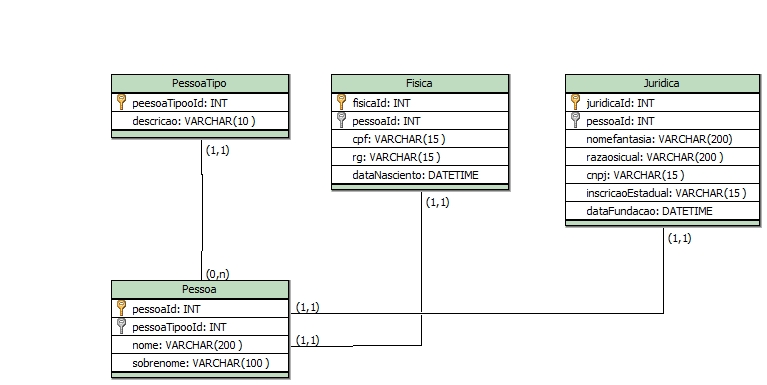 PessoaTipo
peesoaTipooId: INT
descricao: VARCHAR(10 )
(1,1)
Fisica
fisicaId: INT
pessoaId: INT
cpf: VARCHAR(15 )
rg: VARCHAR(15 )
dataNasciento: DATETIME
(1,1)
Juridica
juridicaId: INT
pessoaId: INT
nomefantasia: VARCHAR(200)
razaosicual: VARCHAR(200 )
cnpj: VARCHAR(15 )
inscricaoEstadual: VARCHAR(15 )
dataFundacao: DATETIME
(1,1)
(0,n)
Pessoa
pessoaId: INT
pessoaTipooId: INT
nome: VARCHAR(200 )
sobrenome: VARCHAR(100 )
(1,1)
(1,1)